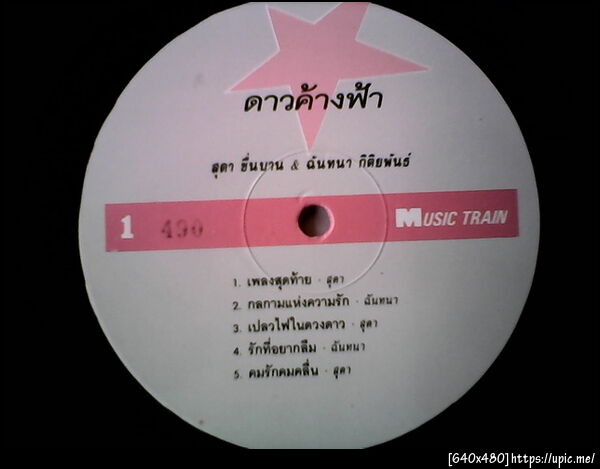 ดาวค้างฟ้า
สุดา ชื่นบาน & ฉันทนา กิติยพันธ์
1 490 MUSIC TRAIN
1. เพลงสุดท้าย · สุดา
2. กลกามแห่งความรัก · ฉันทนา
3. เปลวไฟในดวงดาว · สุดา
4. รักที่อยากลืม · ฉันทนา
5. คมรักคมคลื่น · สุดา
[640x480]https://upic.me/